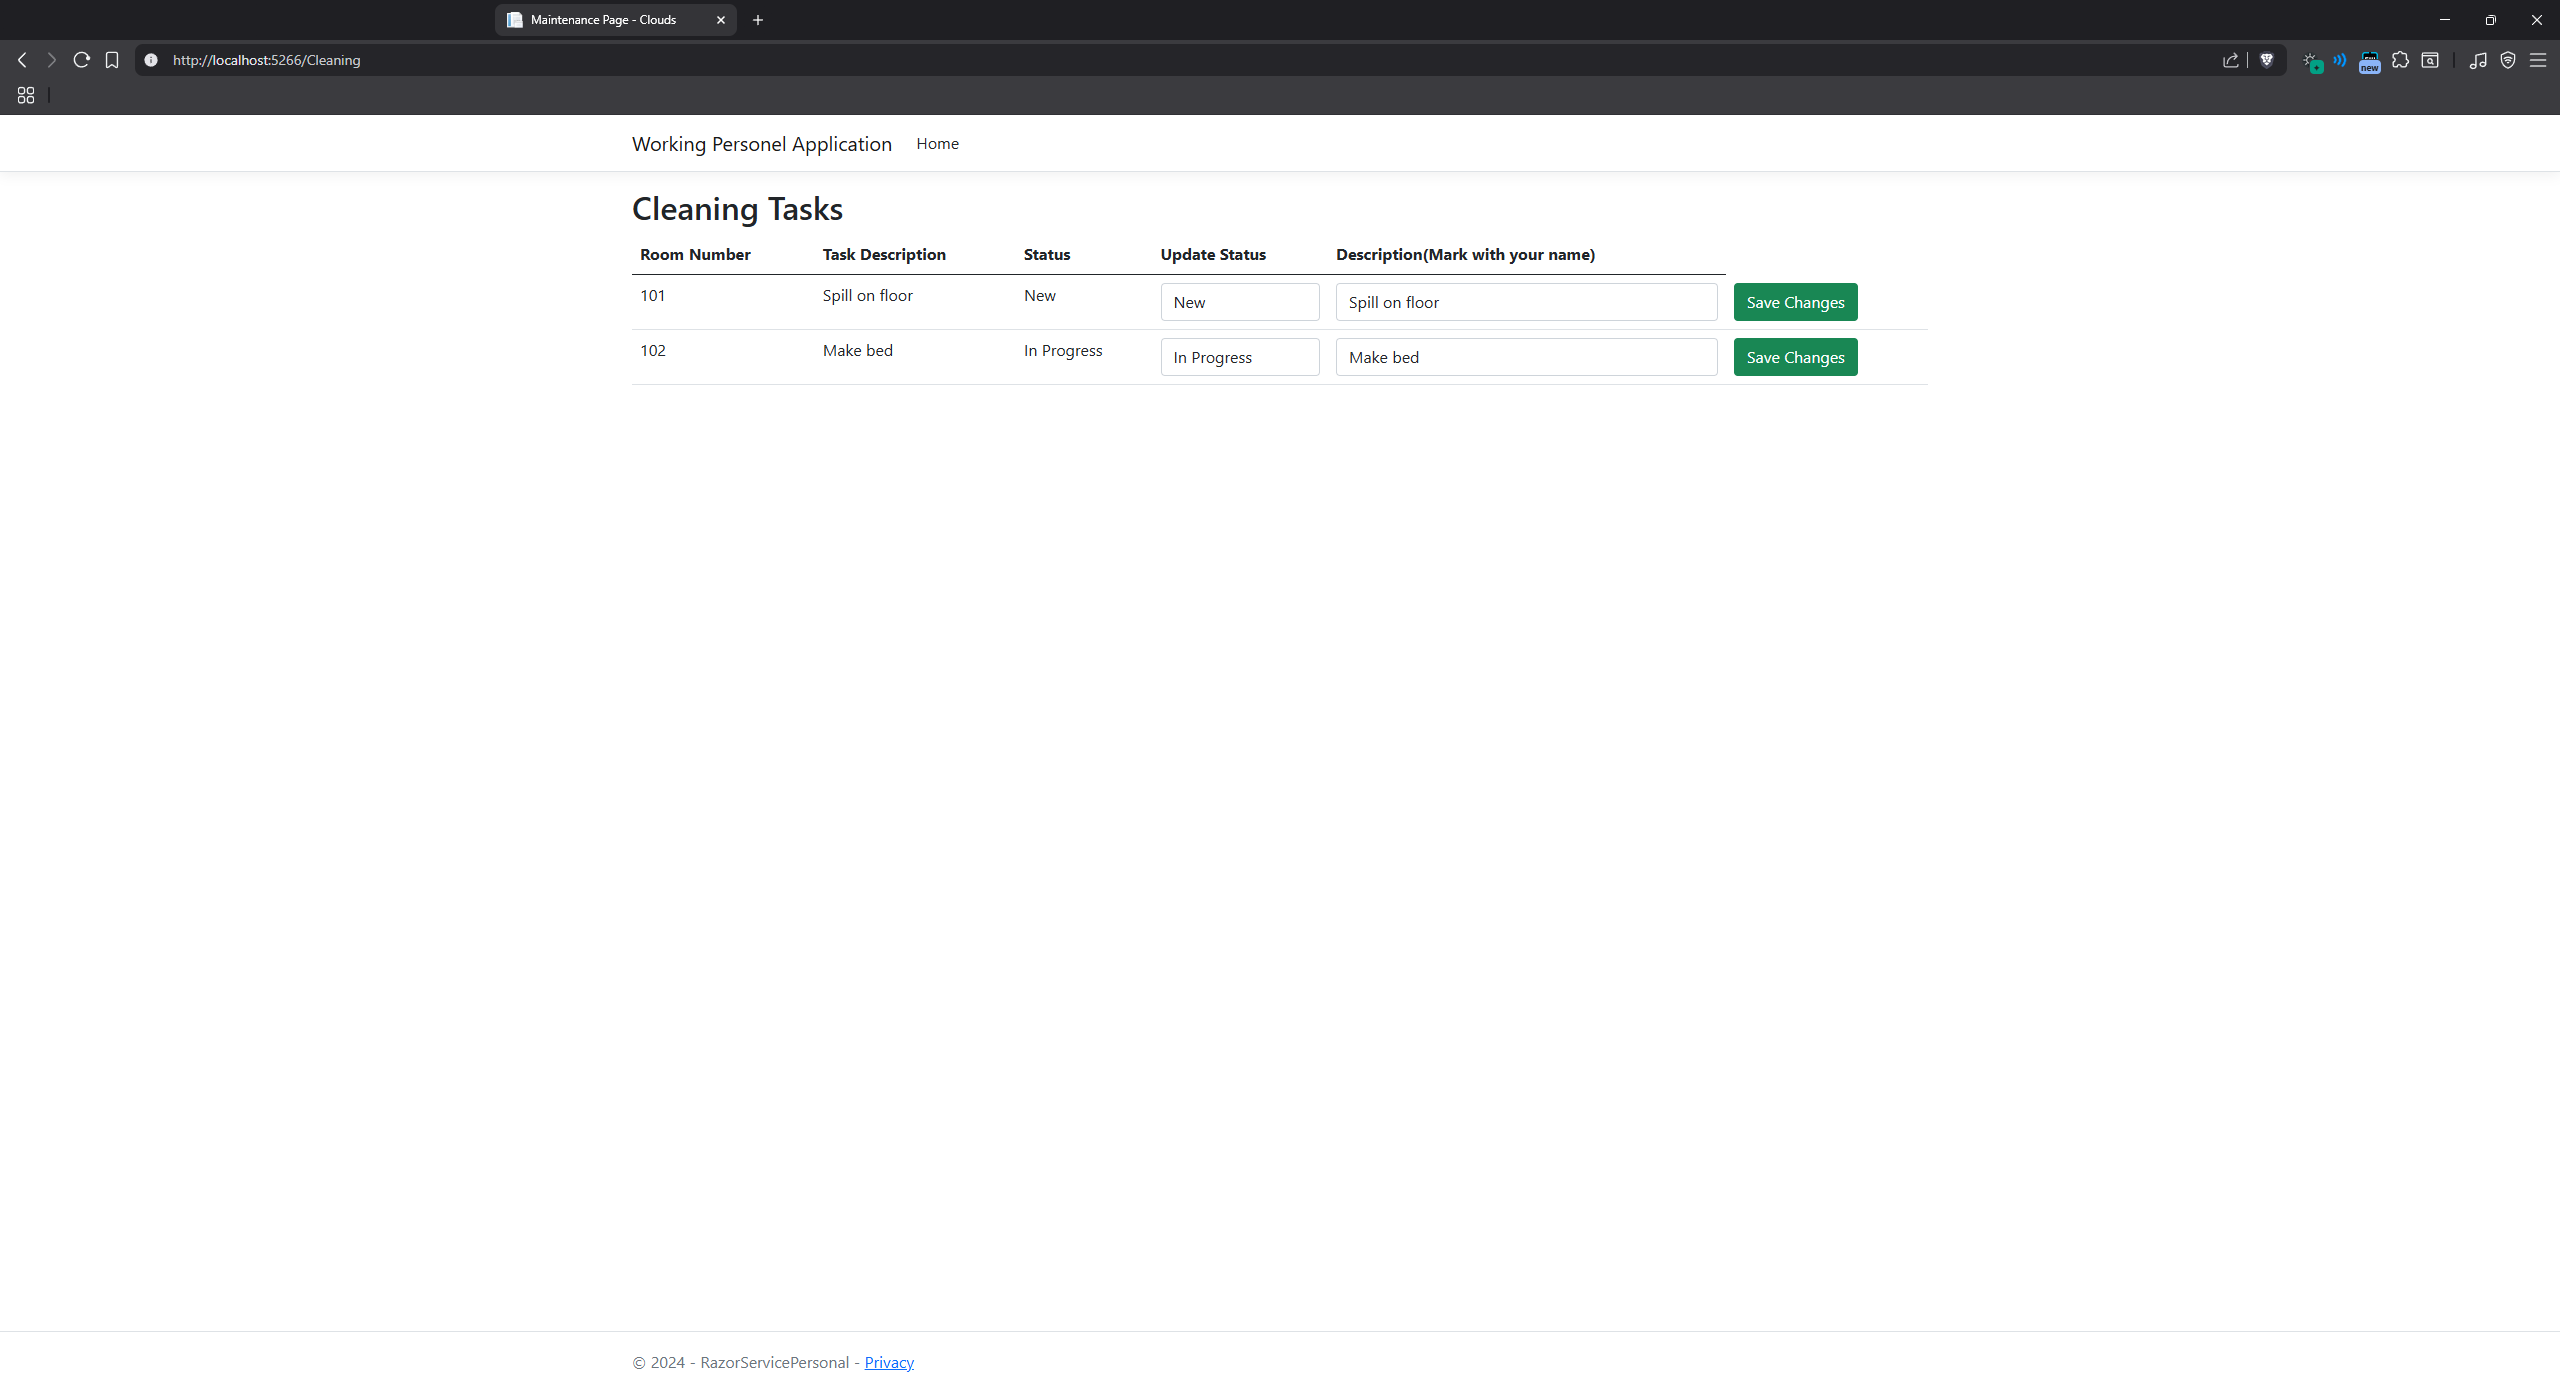 Maintenance Page - Clouds
http://localhost:5266/Cleaning
new
Working Personel Application Home
Cleaning Tasks
Room Number Task Description Status Update Status Description(Mark with your name)
101 Spill on floor New New Spill on floor Save Changes
102 Make bed In Progress In Progress Make bed Save Changes
© 2024 - RazorServicePersonal - Privacy